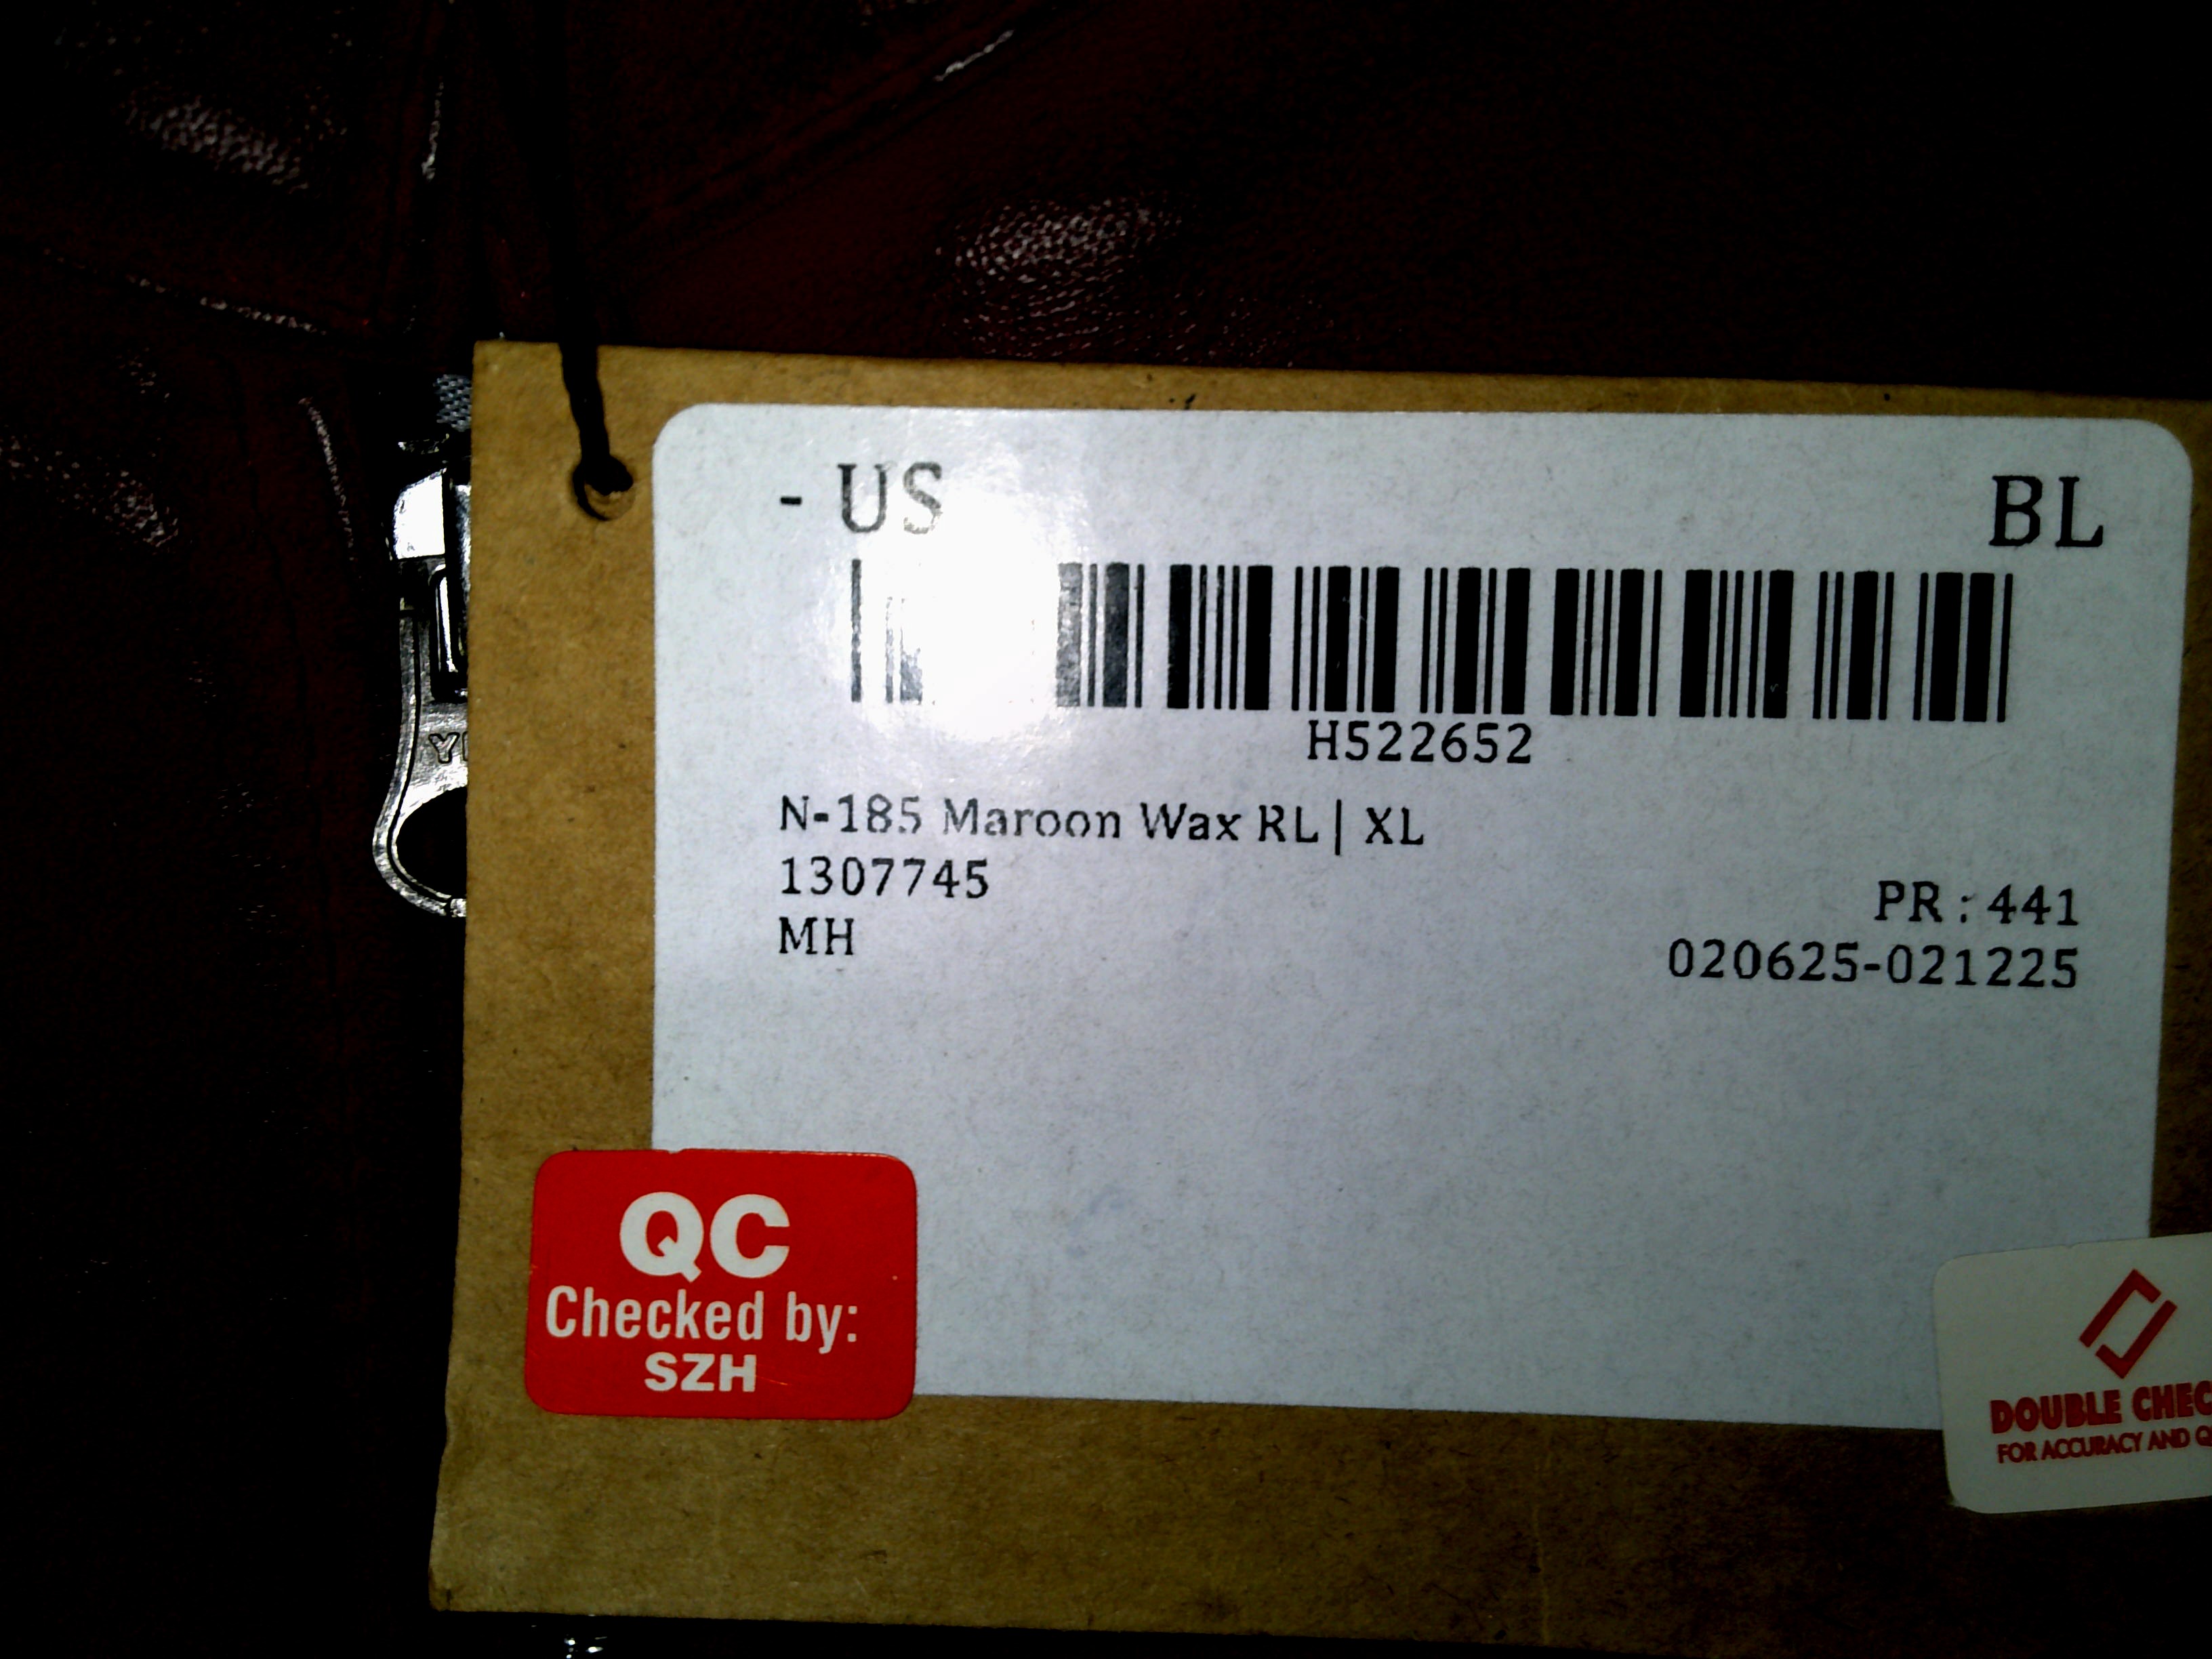 - US
BL
H522652
N-185 Maroon Wax RL| XL
1307745
MH
PR : 441
020625-021225
QC
Checked by:
SZH
DOUBLE
FOR ACCURACY AND